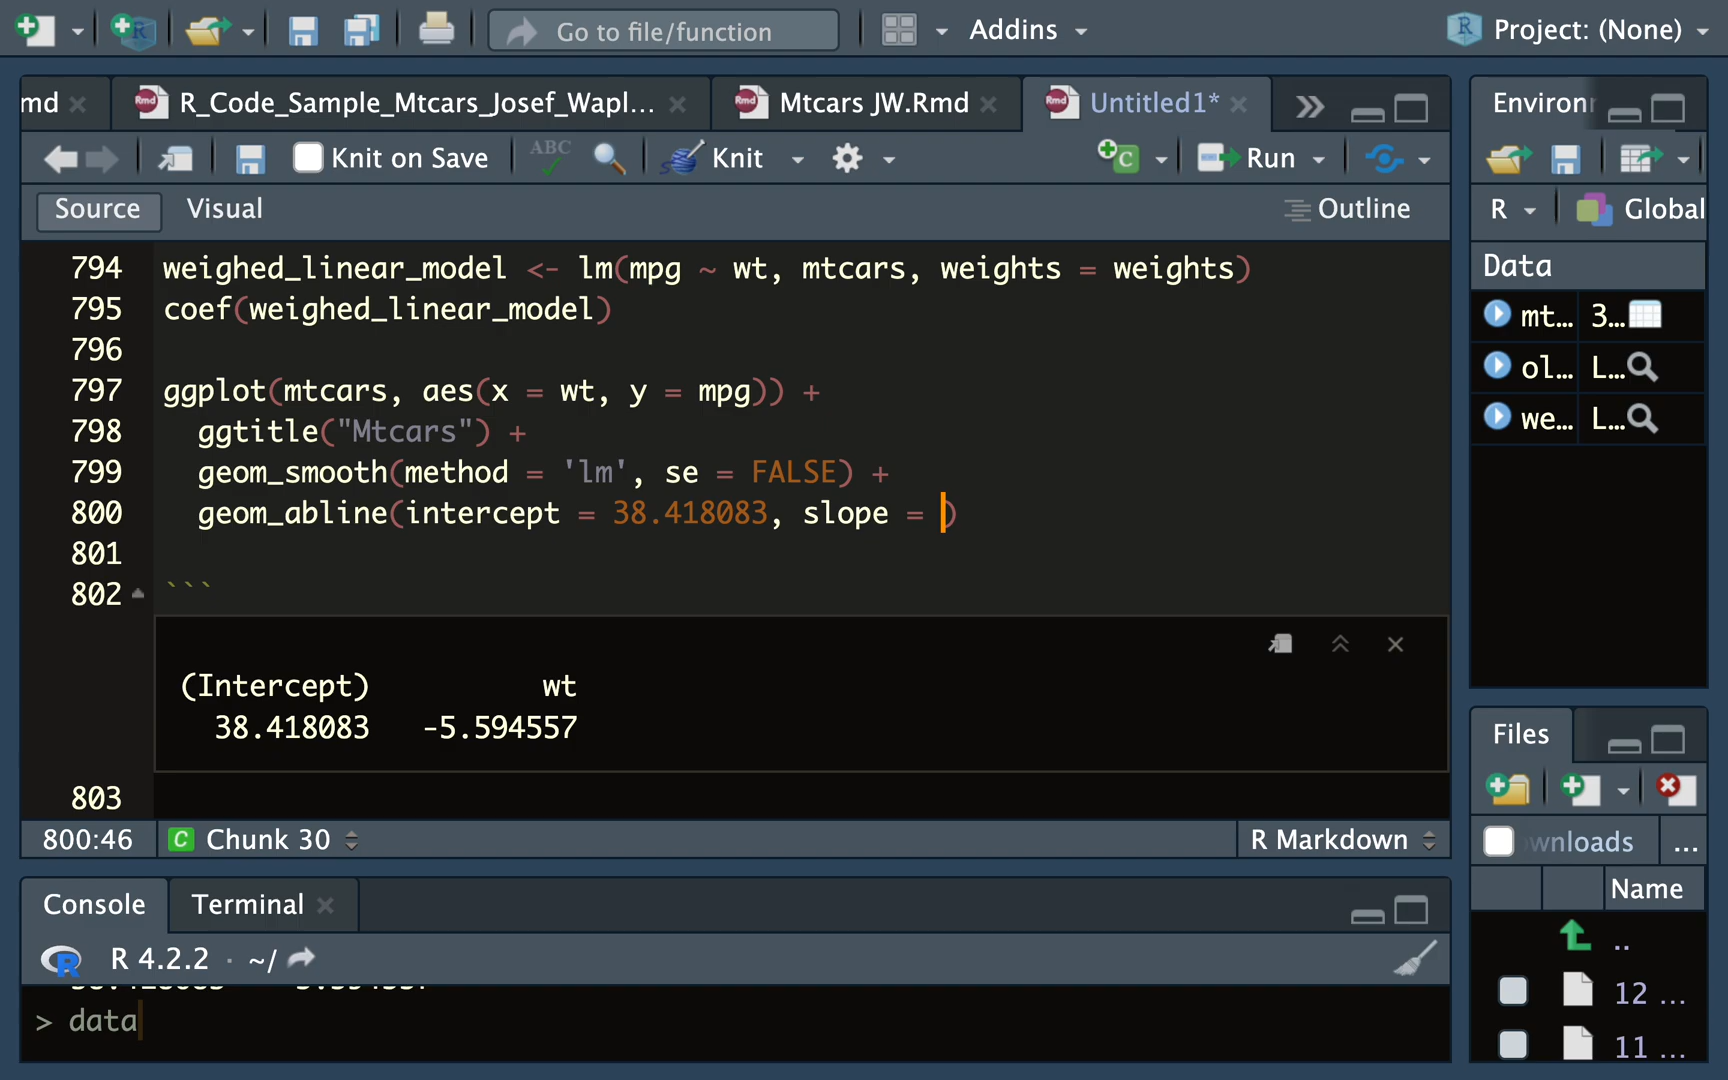 Go to file/function
Addins
Project: (None)
md
R_Code_Sample_Mtcars_Josef_Wapl...
Mtcars JW.Rmd
Untitled1*
Knit on Save
ABC
Knit
Run
Source
Visual
Outline
794 weighed_linear_model <- lm(mpg ~ wt, mtcars, weights = weights)
795 coef(weighed_linear_model)
796
797 ggplot(mtcars, aes(x = wt, y = mpg)) +
798 ggtitle("Mtcars") +
799 geom_smooth(method = 'lm', se = FALSE) +
800 geom_abline(intercept = 38.418083, slope = )
801
802 ```
(Intercept) wt
38.418083 -5.594557
803
800:46
C Chunk 30
R Markdown
Console
Terminal
R 4.2.2 · ~/
> data
Environ
R
Global
Data
mt... 3...
ol... L...
we... L...
Files
wnloads
...
Name
..
12 ...
11 ...